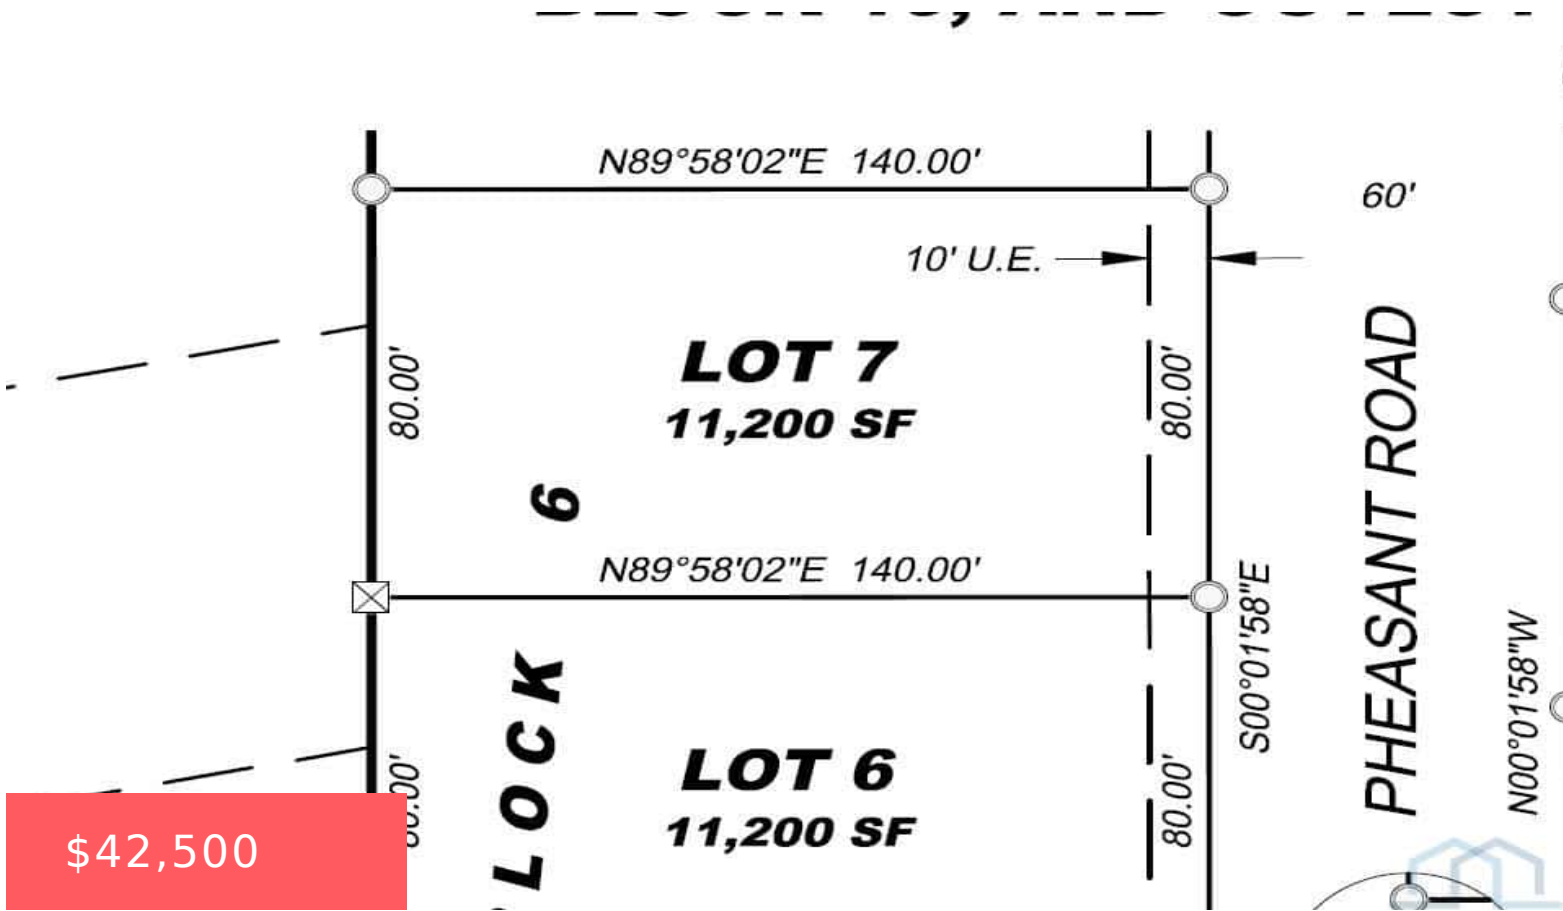 N89°58'02"E 140.00'
60'
10' U.E.
LOT 7
11,200 SF
80.00'
80.00'
6
N89°58'02"E 140.00'
S00°01'58"E
PHEASANT ROAD
N00°01'58"W
LOCK
LOT 6
11,200 SF
80.00'
$42,500